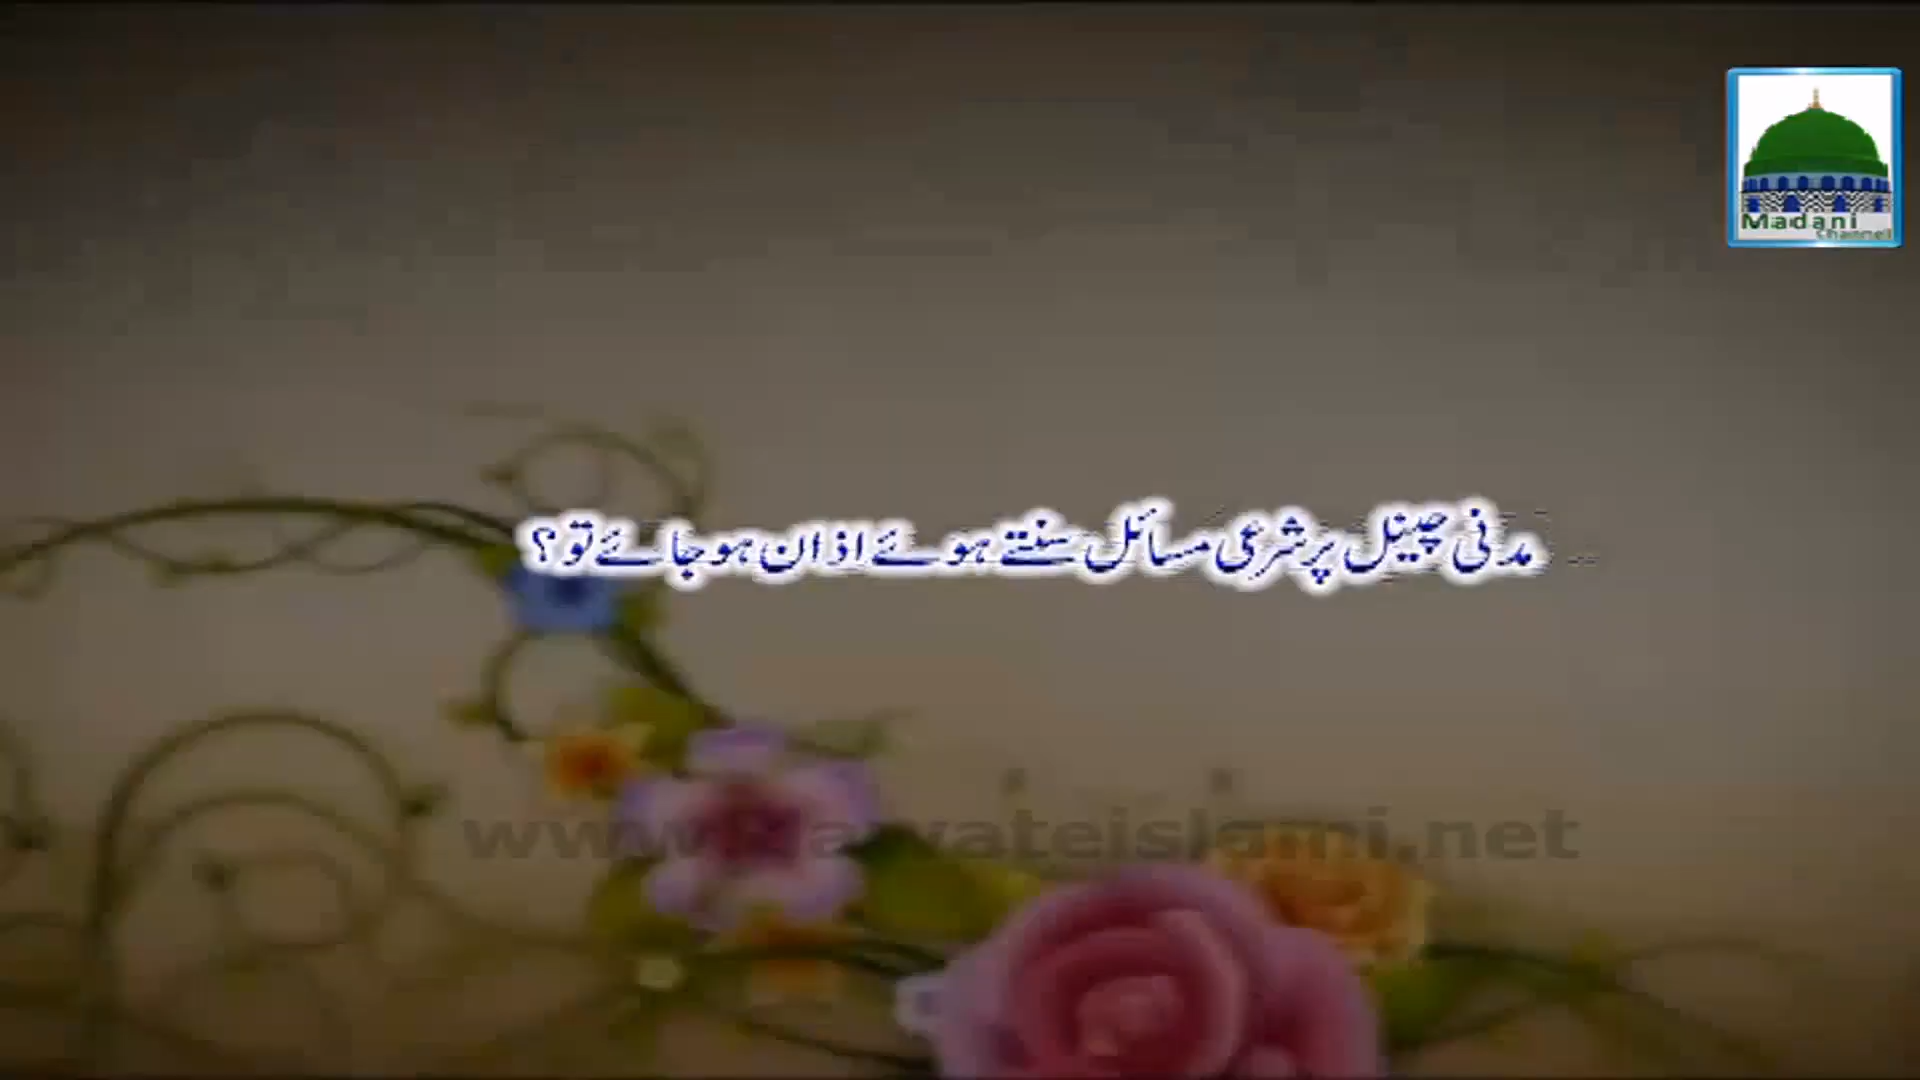 Madani
Channel
مدنی چینل پر شرعی مسائل سنتے ہوئے اذان ہو جائے تو؟
www.dawateislami.net